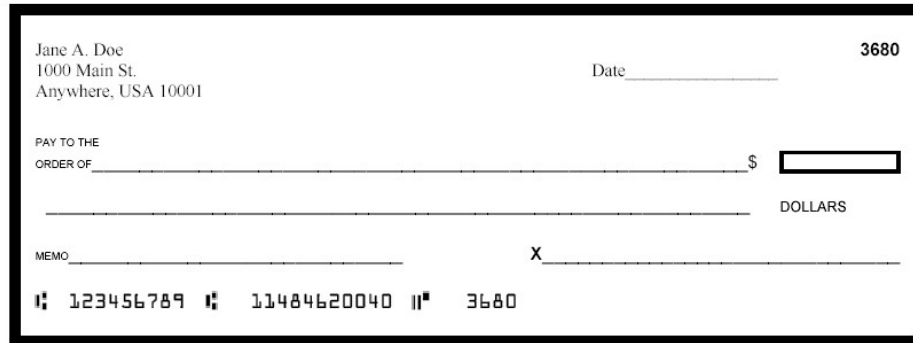 Jane A. Doe 3680
1000 Main St. Date
Anywhere, USA 10001
PAY TO THE
ORDER OF $
DOLLARS
MEMO X
⑆ 123456789 ⑆ 11484620040 ⑈ 3680